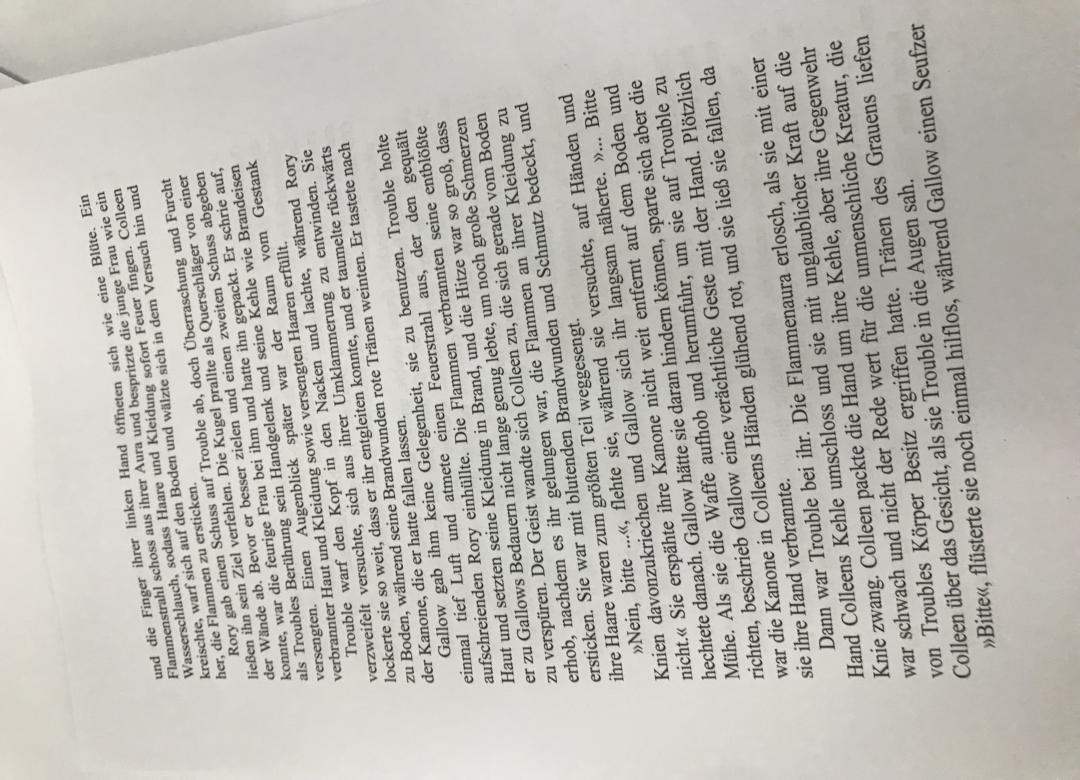 und die Finger ihrer linken Hand öffneten sich wie eine Blüte. Ein
Flammenstrahl schoss aus ihrer Aura und bespritzte die junge Frau wie ein
Wasserschlauch, sodass Haare und Kleidung sofort Feuer fingen. Colleen
kreischte, warf sich auf den Boden und wälzte sich in dem Versuch hin und
her, die Flammen zu ersticken.
Rory gab einen Schuss auf Trouble ab, doch Überraschung und Furcht
ließen ihn sein Ziel verfehlen. Die Kugel prallte als Querschläger von einer
der Wände ab. Bevor er besser zielen und einen zweiten Schuss abgeben
konnte, war die feurige Frau bei ihm und hatte ihn gepackt. Er schrie auf,
als Troubles Berührung sein Handgelenk und seine Kehle wie Brandeisen
versengten. Einen Augenblick später war der Raum vom Gestank
verbrannter Haut und Kleidung sowie versengten Haaren erfüllt.
Trouble warf den Kopf in den Nacken und lachte, während Rory
verzweifelt versuchte, sich aus ihrer Umklammerung zu entwinden. Sie
lockerte sie so weit, dass er ihr entgleiten konnte, und er taumelte rückwärts
zu Boden, während seine Brandwunden rote Tränen weinten. Er tastete nach
der Kanone, die er hatte fallen lassen.
Gallow gab ihm keine Gelegenheit, sie zu benutzen. Trouble holte
einmal tief Luft und atmete einen Feuerstrahl aus, der den gequält
aufschreienden Rory einhüllte. Die Flammen verbrannten seine entblößte
Haut und setzten seine Kleidung in Brand, und die Hitze war so groß, dass
er zu Gallows Bedauern nicht lange genug lebte, um noch große Schmerzen
zu verspüren. Der Geist wandte sich Colleen zu, die sich gerade vom Boden
erhob, nachdem es ihr gelungen war, die Flammen an ihrer Kleidung zu
ersticken. Sie war mit blutenden Brandwunden und Schmutz bedeckt, und
ihre Haare waren zum größten Teil weggesengt.
»Nein, bitte ...«, flehte sie, während sie versuchte, auf Händen und
Knien davonzukriechen und Gallow sich ihr langsam näherte. »... Bitte
nicht.« Sie erspähte ihre Kanone nicht weit entfernt auf dem Boden und
hechtete danach. Gallow hätte sie daran hindern können, sparte sich aber die
Mühe. Als sie die Waffe aufhob und herumfuhr, um sie auf Trouble zu
richten, beschrieb Gallow eine verächtliche Geste mit der Hand. Plötzlich
war die Kanone in Colleens Händen glühend rot, und sie ließ sie fallen, da
sie ihre Hand verbrannte.
Dann war Trouble bei ihr. Die Flammenaura erlosch, als sie mit einer
Hand Colleens Kehle umschloss und sie mit unglaublicher Kraft auf die
Knie zwang. Colleen packte die Hand um ihre Kehle, aber ihre Gegenwehr
war schwach und nicht der Rede wert für die unmenschliche Kreatur, die
von Troubles Körper Besitz ergriffen hatte. Tränen des Grauens liefen
Colleen über das Gesicht, als sie Trouble in die Augen sah.
»Bitte«, flüsterte sie noch einmal hilflos, während Gallow einen Seufzer